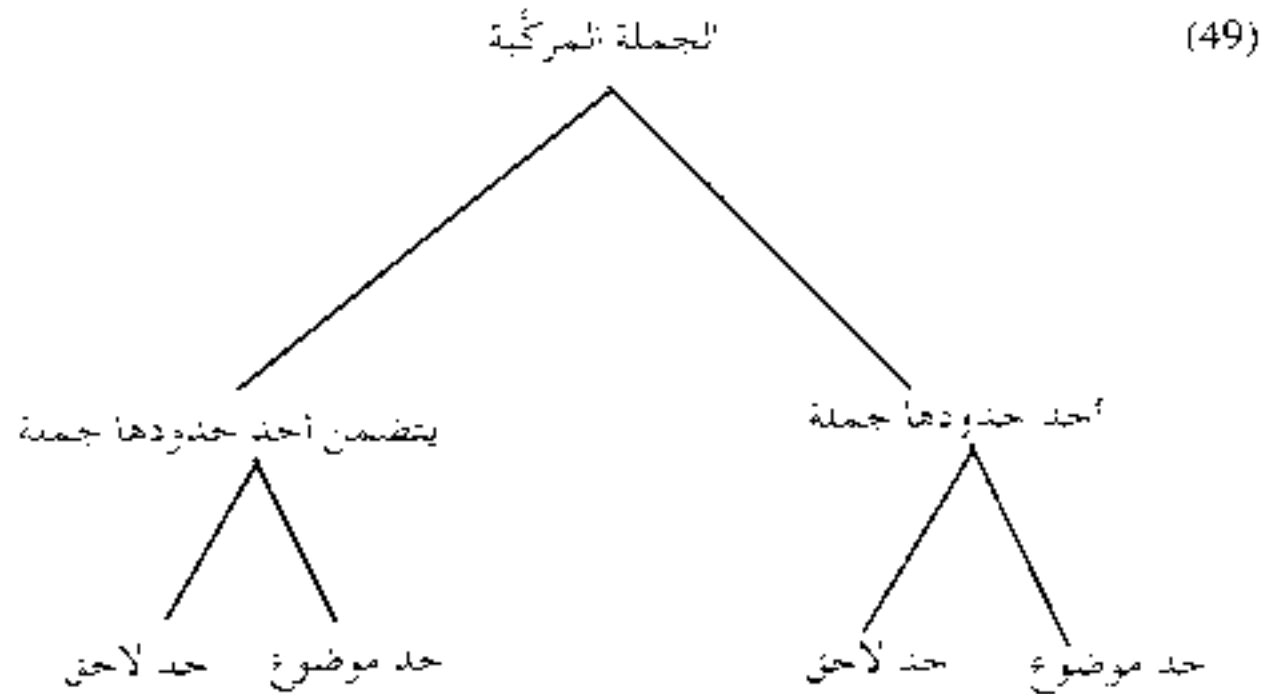 (49)
الجملة المركَّبة
أحد حدودها جملة
يتضمن أحد حدودها جملة
حد موضوع
حد لاحق
حد موضوع
حد لاحق